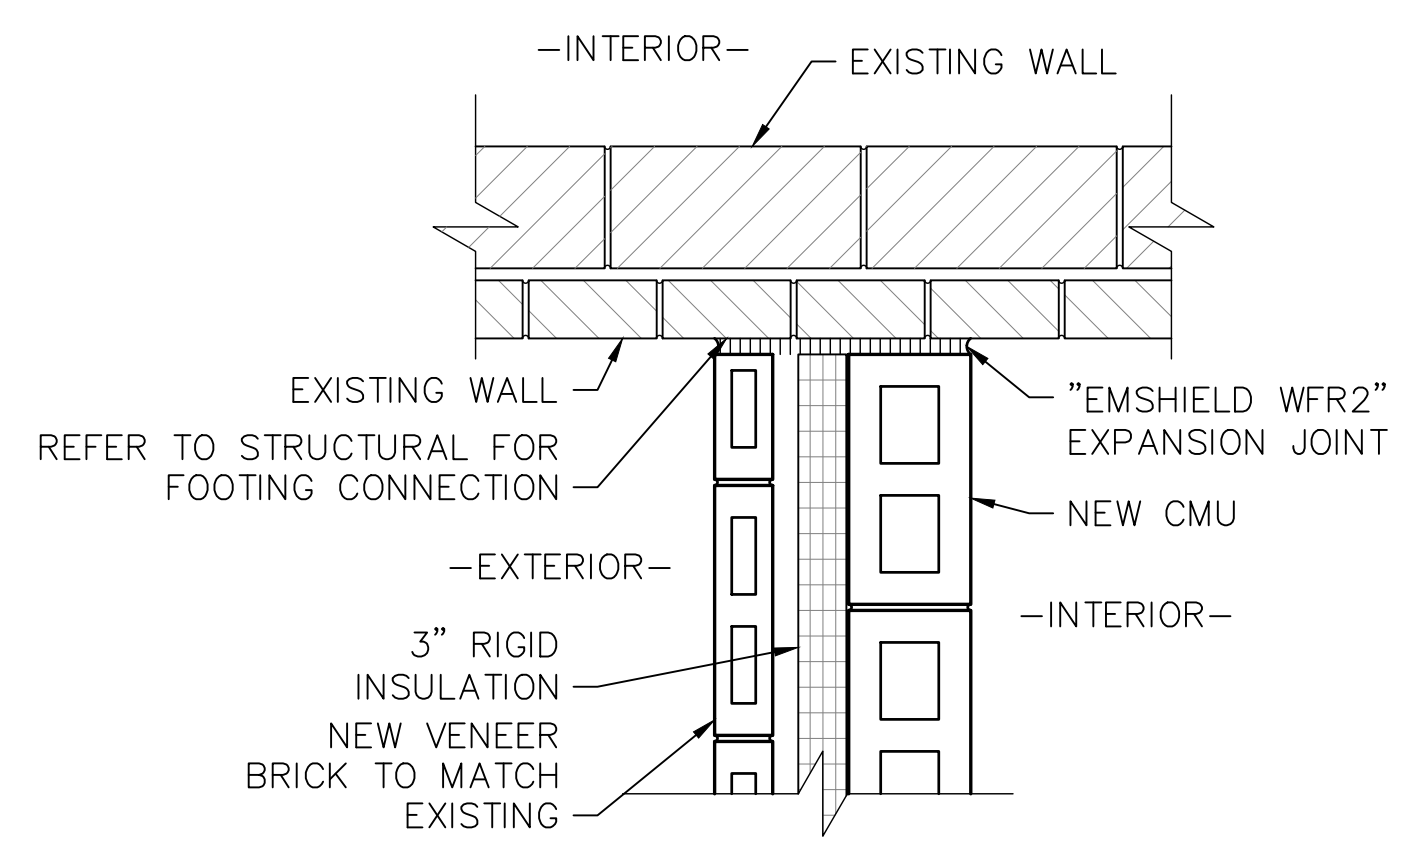 -INTERIOR-
EXISTING WALL
EXISTING WALL
REFER TO STRUCTURAL FOR
FOOTING CONNECTION
"EMSHIELD WFR2"
EXPANSION JOINT
NEW CMU
-EXTERIOR-
-INTERIOR-
3" RIGID
INSULATION
NEW VENEER
BRICK TO MATCH
EXISTING